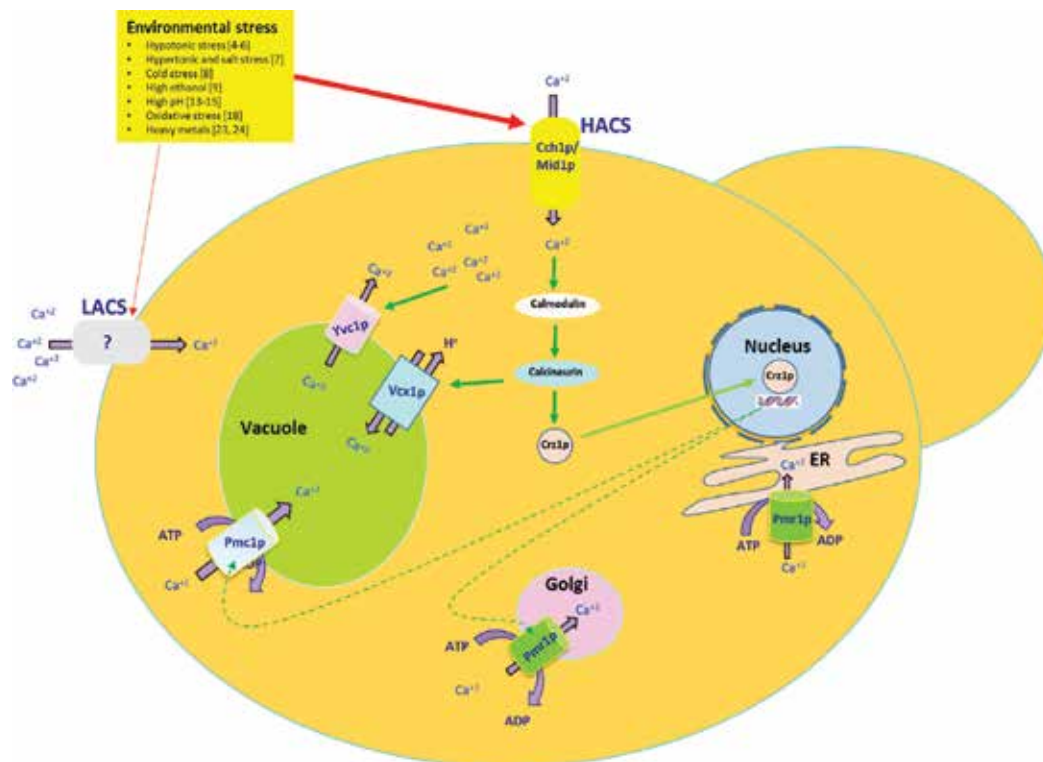 Environmental stress
• Hypotonic stress [4-6]
• Hypertonic and salt stress [7]
• Cold stress [8]
• High ethanol [9]
• High pH [13-15]
• Oxidative stress [18]
• Heavy metals [23, 24]
Ca+2
HACS
Cch1p/
Mid1p
Ca+2
Ca+2
Ca+2
Ca+2
Ca+2
Ca+2
Yvc1p
Ca+2
Calmodulin
LACS
Ca+2
Ca+2
Ca+2
Ca+2
?
Ca+2
H+
Vcx1p
Ca+2
Calcineurin
Nucleus
Crz1p
Vacuole
Crz1p
ER
Ca+2
Pmr1p
ATP
ADP
Ca+2
Ca+2
ATP
Pmc1p
Ca+2
Golgi
Ca+2
ATP
Pmr1p
Ca+2
ADP